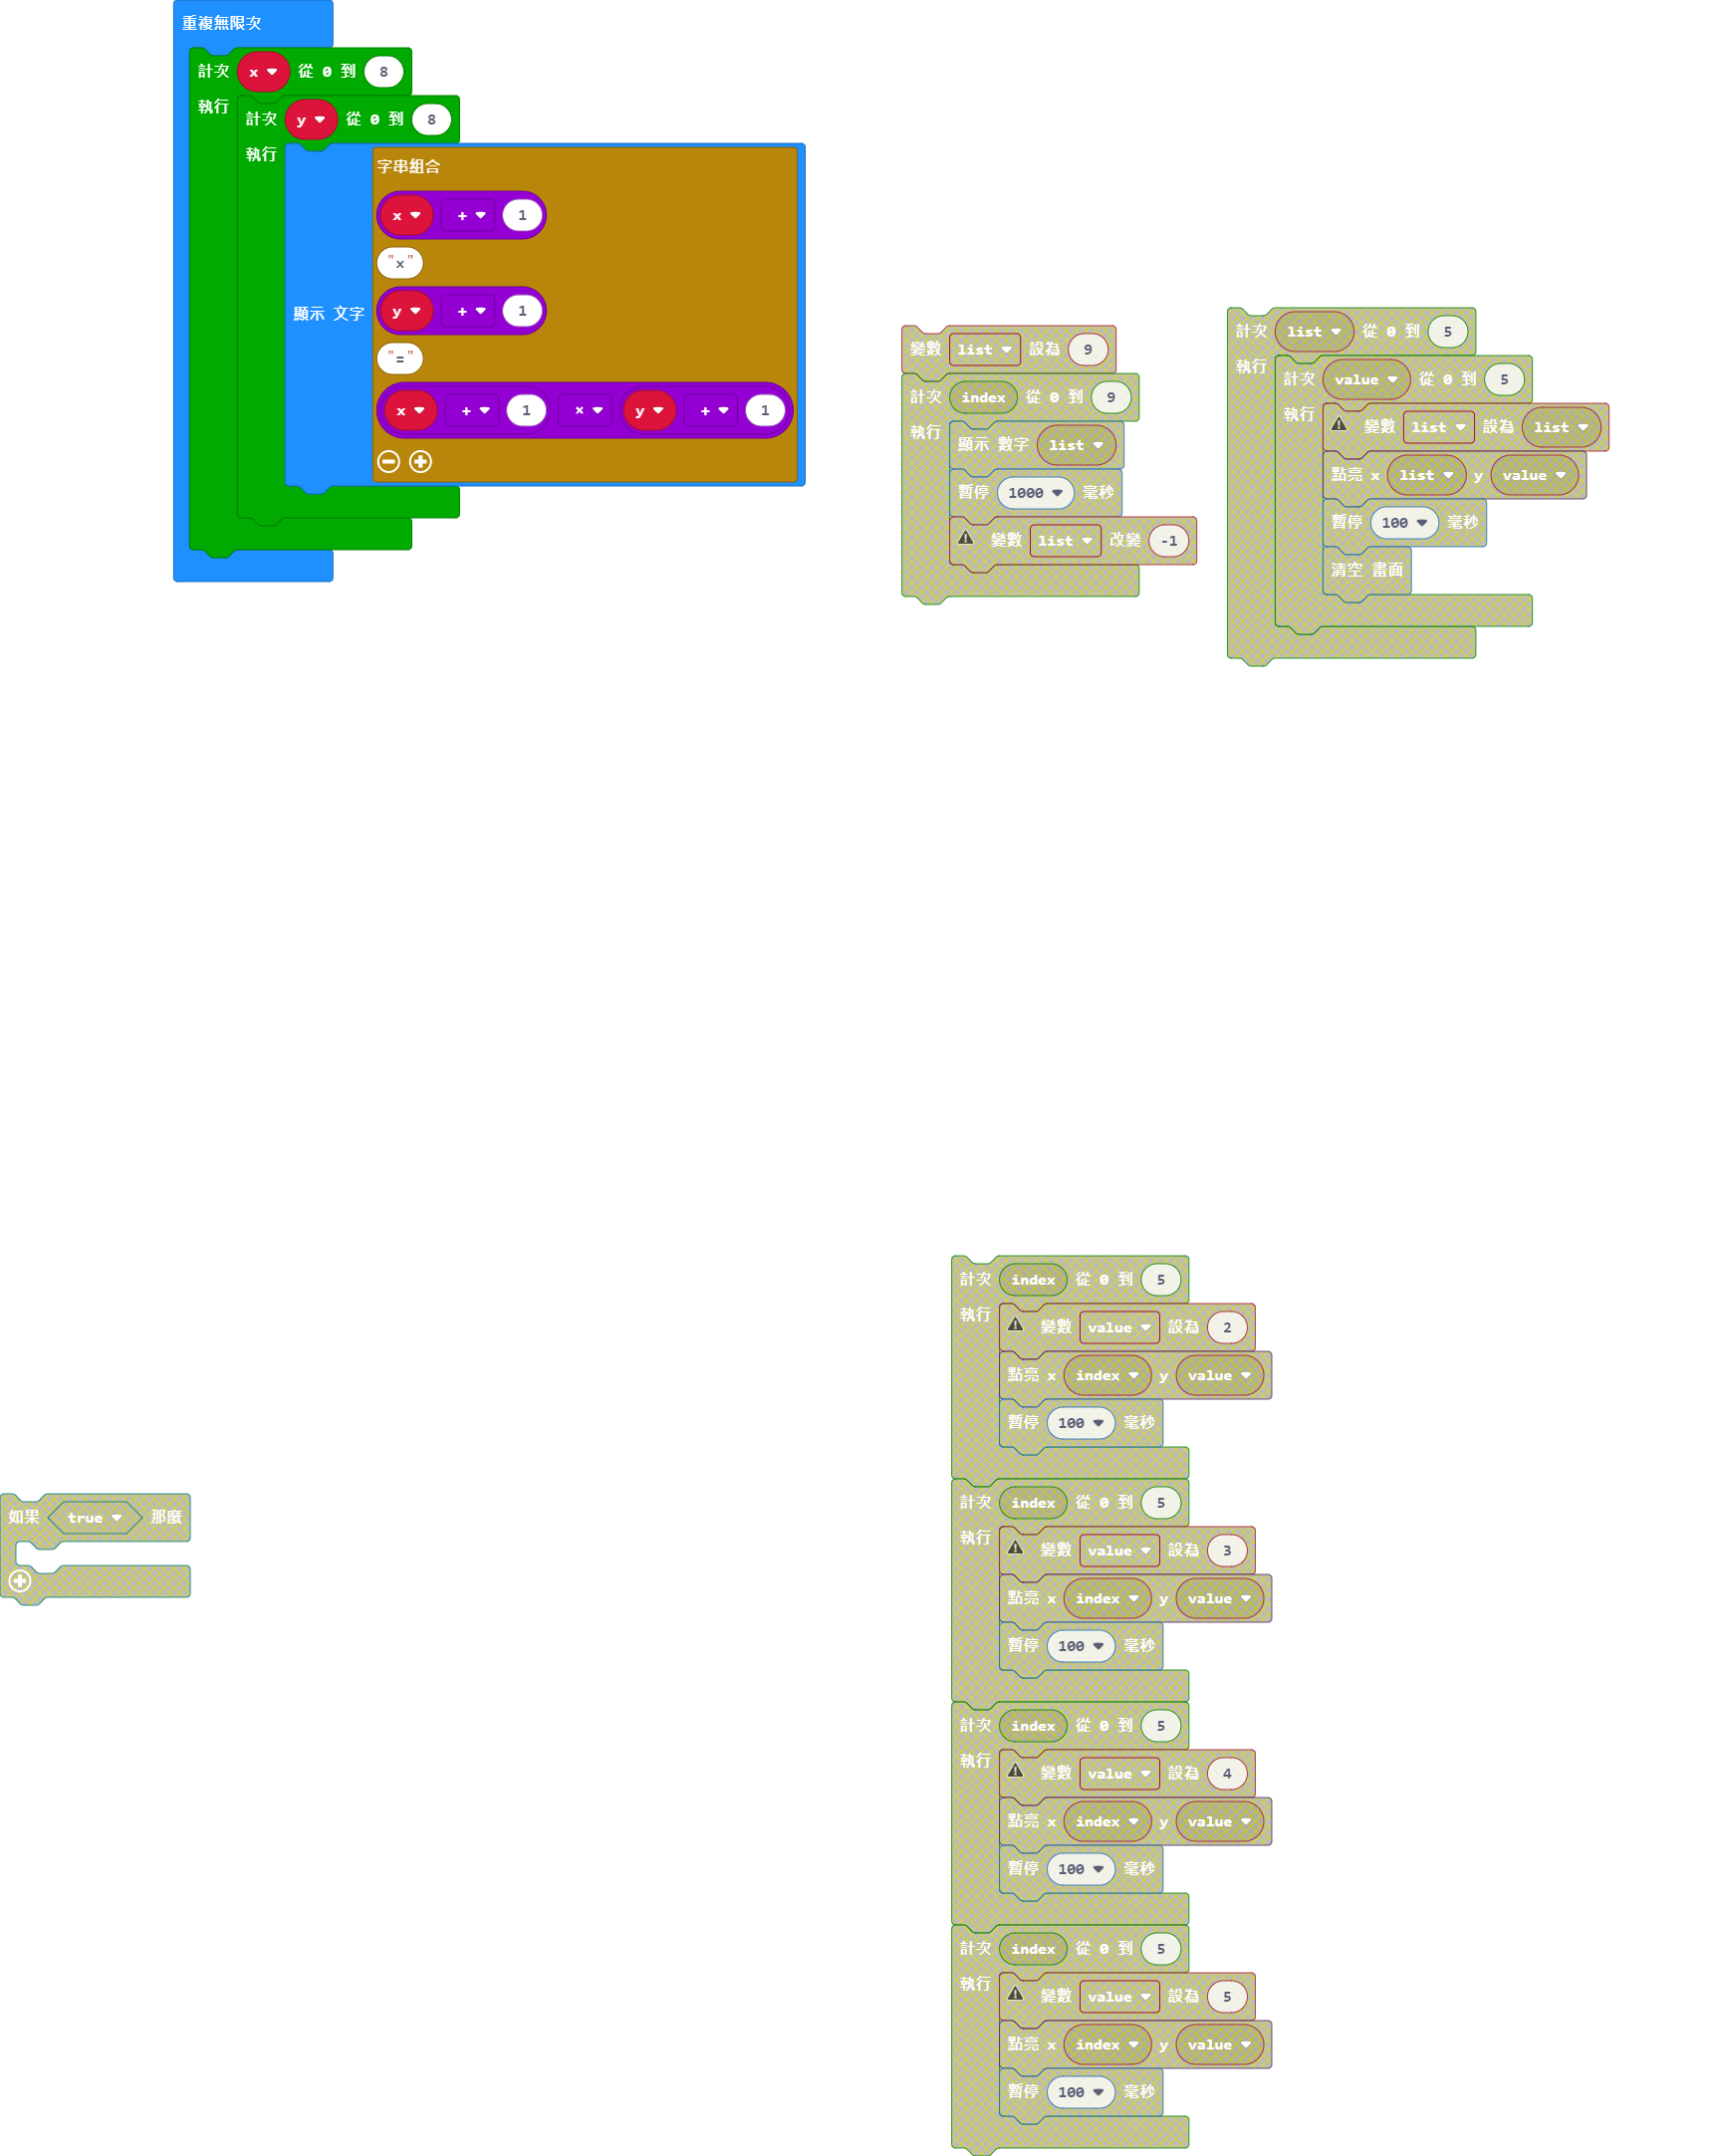 重複無限次
計次 x 從 0 到 8
執行
計次 y 從 0 到 8
執行
顯示 文字
字串組合
x + 1
"x"
y + 1
"="
x + 1 × y + 1
變數 list 設為 9
計次 index 從 0 到 9
執行
顯示 數字 list
暫停 1000 毫秒
變數 list 改變 -1
計次 list 從 0 到 5
執行
計次 value 從 0 到 5
執行
變數 list 設為 list
點亮 x list y value
暫停 100 毫秒
清空 畫面
如果 true 那麼
計次 index 從 0 到 5
執行
變數 value 設為 2
點亮 x index y value
暫停 100 毫秒
計次 index 從 0 到 5
執行
變數 value 設為 3
點亮 x index y value
暫停 100 毫秒
計次 index 從 0 到 5
執行
變數 value 設為 4
點亮 x index y value
暫停 100 毫秒
計次 index 從 0 到 5
執行
變數 value 設為 5
點亮 x index y value
暫停 100 毫秒